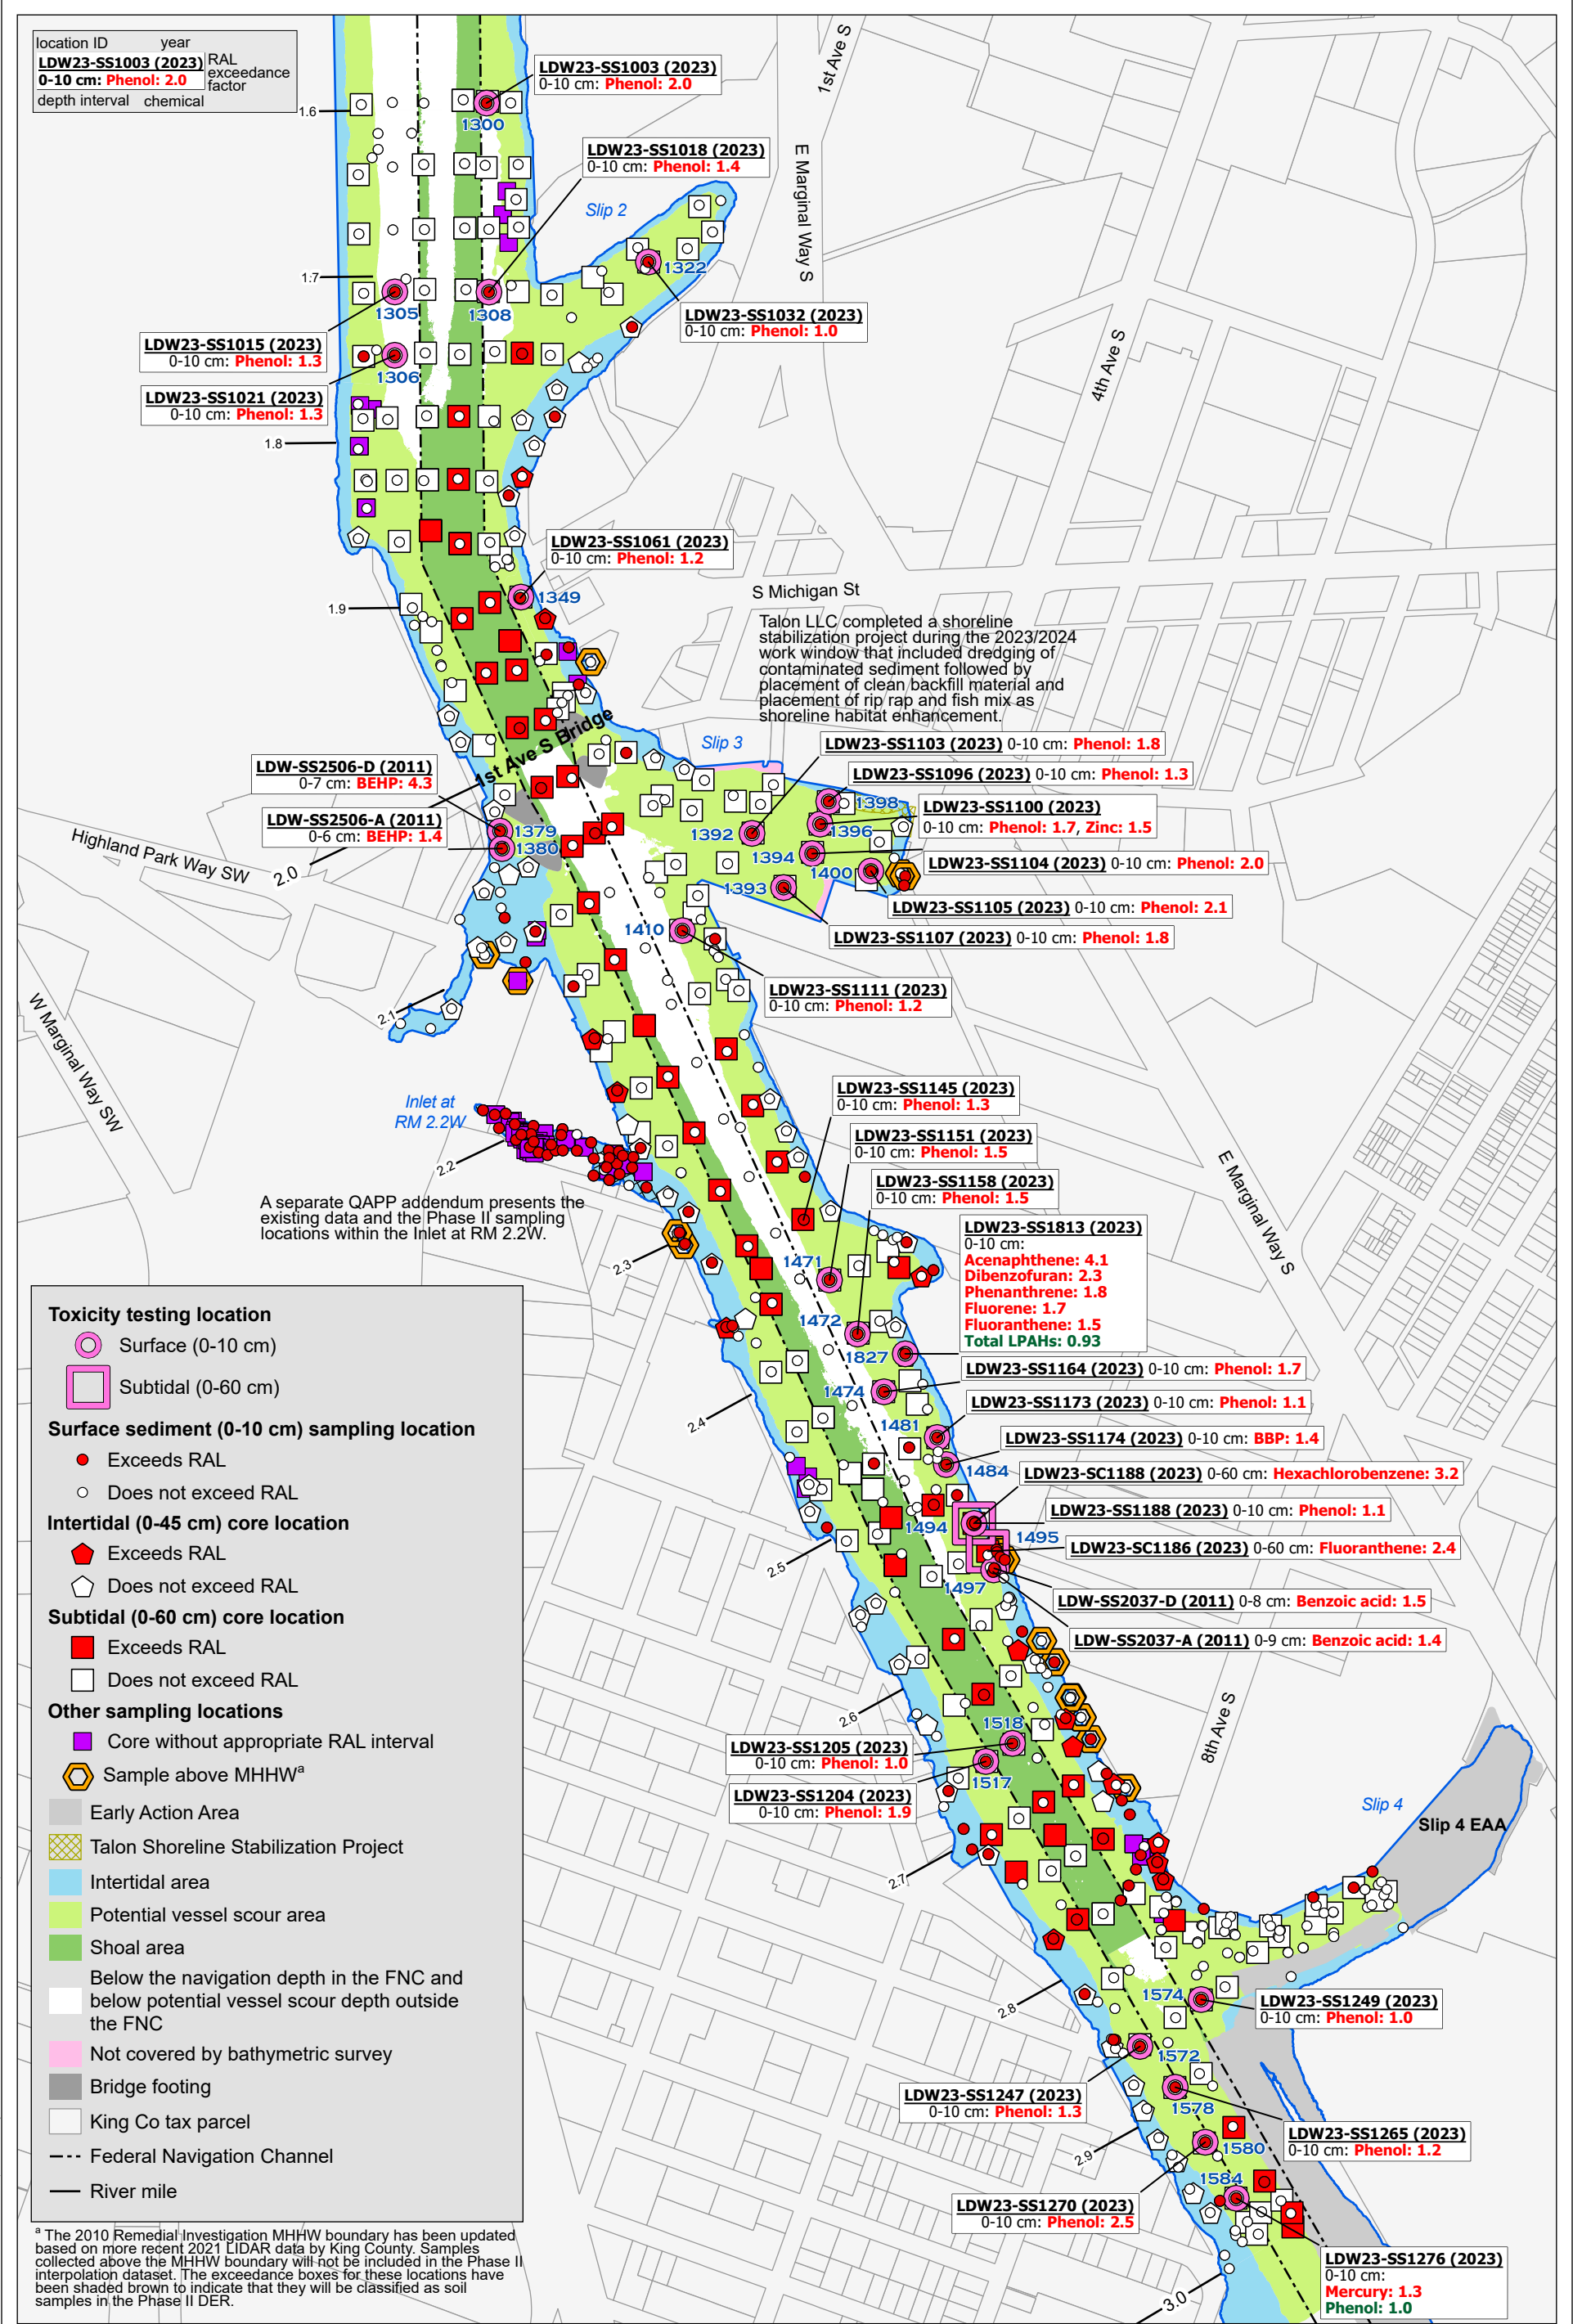 location ID year
LDW23-SS1003 (2023) RAL
exceedance
0-10 cm: Phenol: 2.0 factor
depth interval chemical
LDW23-SS1003 (2023)
0-10 cm: Phenol: 2.0
1.6
1300
1st Ave S
LDW23-SS1018 (2023)
0-10 cm: Phenol: 1.4
E Marginal Way S
Slip 2
1322
1.7
1305
1308
LDW23-SS1032 (2023)
0-10 cm: Phenol: 1.0
LDW23-SS1015 (2023)
0-10 cm: Phenol: 1.3
1306
4th Ave S
LDW23-SS1021 (2023)
0-10 cm: Phenol: 1.3
1.8
LDW23-SS1061 (2023)
0-10 cm: Phenol: 1.2
1349
1.9
S Michigan St
Talon LLC completed a shoreline
stabilization project during the 2023/2024
work window that included dredging of
contaminated sediment followed by
placement of clean backfill material and
placement of rip rap and fish mix as
shoreline habitat enhancement.
1st Ave S Bridge
Slip 3
LDW23-SS1103 (2023) 0-10 cm: Phenol: 1.8
LDW-SS2506-D (2011)
0-7 cm: BEHP: 4.3
LDW23-SS1096 (2023) 0-10 cm: Phenol: 1.3
1398
LDW23-SS1100 (2023)
0-10 cm: Phenol: 1.7, Zinc: 1.5
LDW-SS2506-A (2011)
0-6 cm: BEHP: 1.4
1379
1380
1392
1396
1394
1400
1393
LDW23-SS1104 (2023) 0-10 cm: Phenol: 2.0
Highland Park Way SW
2.0
LDW23-SS1105 (2023) 0-10 cm: Phenol: 2.1
1410
LDW23-SS1107 (2023) 0-10 cm: Phenol: 1.8
LDW23-SS1111 (2023)
0-10 cm: Phenol: 1.2
2.1
W Marginal Way SW
LDW23-SS1145 (2023)
0-10 cm: Phenol: 1.3
Inlet at
RM 2.2W
LDW23-SS1151 (2023)
0-10 cm: Phenol: 1.5
2.2
LDW23-SS1158 (2023)
0-10 cm: Phenol: 1.5
E Marginal Way S
A separate QAPP addendum presents the
existing data and the Phase II sampling
locations within the Inlet at RM 2.2W.
LDW23-SS1813 (2023)
0-10 cm:
Acenaphthene: 4.1
Dibenzofuran: 2.3
Phenanthrene: 1.8
Fluorene: 1.7
Fluoranthene: 1.5
Total LPAHs: 0.93
2.3
1471
1472
1827
LDW23-SS1164 (2023) 0-10 cm: Phenol: 1.7
1474
2.4
1481
LDW23-SS1173 (2023) 0-10 cm: Phenol: 1.1
LDW23-SS1174 (2023) 0-10 cm: BBP: 1.4
1484
LDW23-SC1188 (2023) 0-60 cm: Hexachlorobenzene: 3.2
LDW23-SS1188 (2023) 0-10 cm: Phenol: 1.1
1494
1495
LDW23-SC1186 (2023) 0-60 cm: Fluoranthene: 2.4
2.5
1497
LDW-SS2037-D (2011) 0-8 cm: Benzoic acid: 1.5
LDW-SS2037-A (2011) 0-9 cm: Benzoic acid: 1.4
2.6
8th Ave S
1518
LDW23-SS1205 (2023)
0-10 cm: Phenol: 1.0
1517
LDW23-SS1204 (2023)
0-10 cm: Phenol: 1.9
Slip 4
Slip 4 EAA
2.7
1574
2.8
LDW23-SS1249 (2023)
0-10 cm: Phenol: 1.0
1572
LDW23-SS1247 (2023)
0-10 cm: Phenol: 1.3
1578
LDW23-SS1265 (2023)
0-10 cm: Phenol: 1.2
1580
2.9
1584
LDW23-SS1270 (2023)
0-10 cm: Phenol: 2.5
LDW23-SS1276 (2023)
0-10 cm:
Mercury: 1.3
Phenol: 1.0
3.0
Toxicity testing location
Surface (0-10 cm)
Subtidal (0-60 cm)
Surface sediment (0-10 cm) sampling location
Exceeds RAL
Does not exceed RAL
Intertidal (0-45 cm) core location
Exceeds RAL
Does not exceed RAL
Subtidal (0-60 cm) core location
Exceeds RAL
Does not exceed RAL
Other sampling locations
Core without appropriate RAL interval
Sample above MHHWa
Early Action Area
Talon Shoreline Stabilization Project
Intertidal area
Potential vessel scour area
Shoal area
Below the navigation depth in the FNC and
below potential vessel scour depth outside
the FNC
Not covered by bathymetric survey
Bridge footing
King Co tax parcel
Federal Navigation Channel
River mile
a The 2010 Remedial Investigation MHHW boundary has been updated
based on more recent 2021 LiDAR data by King County. Samples
collected above the MHHW boundary will not be included in the Phase II
interpolation dataset. The exceedance boxes for these locations have
been shaded brown to indicate that they will be classified as soil
samples in the Phase II DER.